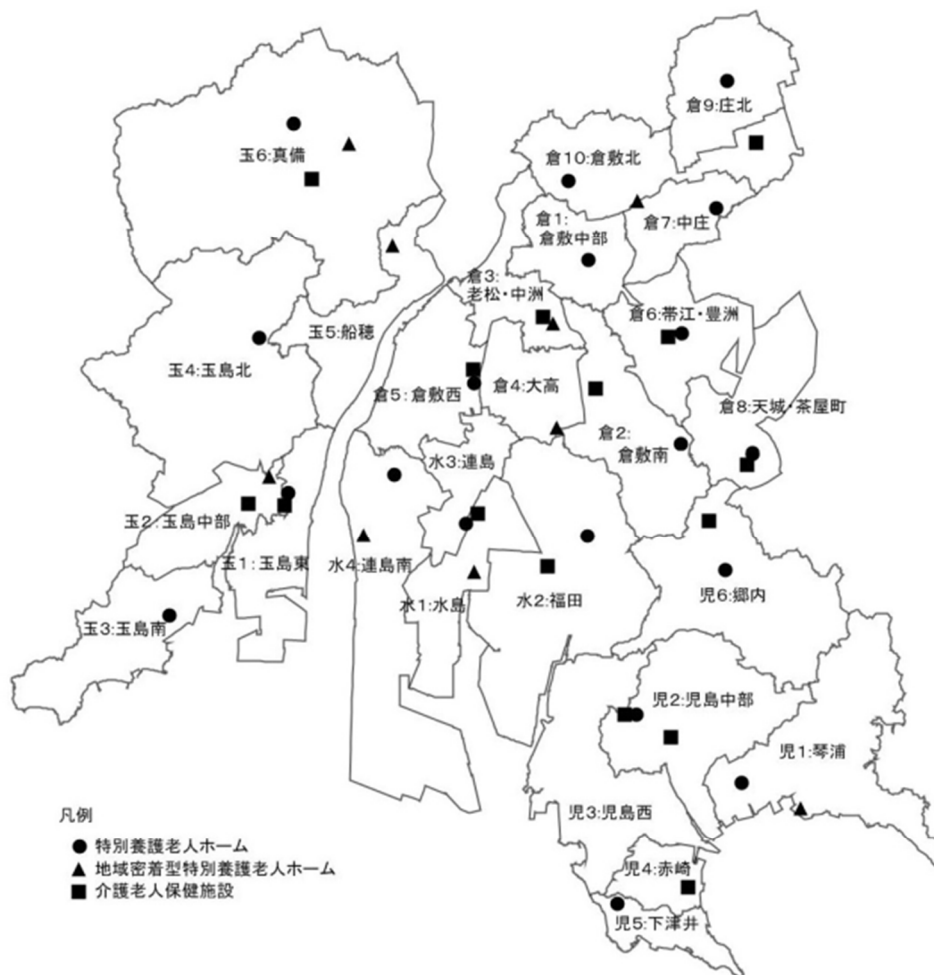 倉9:庄北
玉6:真備
倉10:倉敷北
倉1:
倉敷中部
倉7:中庄
倉3:
老松・中洲
玉5:船穂
倉6:帯江・豊洲
玉4:玉島北
倉5:倉敷西
倉4:大高
倉8:天城・茶屋町
倉2:
倉敷南
水3:連島
玉2:玉島中部
玉1:玉島東
水4:連島南
水1:水島
水2:福田
児6:郷内
玉3:玉島南
児2:児島中部
児1:琴浦
児3:児島西
児4:赤崎
児5:下津井
凡例
● 特別養護老人ホーム
▲ 地域密着型特別養護老人ホーム
■ 介護老人保健施設